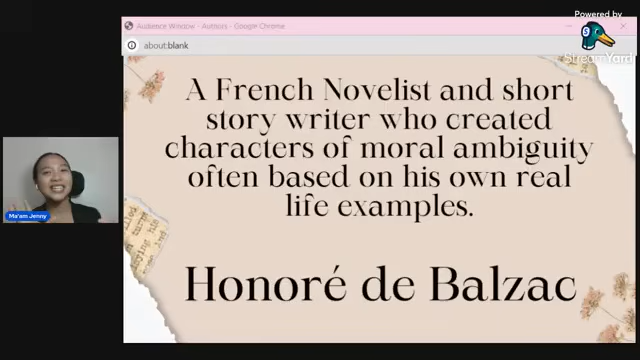 Powered by
StreamYard
Audience Window - Authors - Google Chrome
about:blank
A French Novelist and short
story writer who created
characters of moral ambiguity
often based on his own real
life examples.
Honoré de Balzac
Ma'am Jenny